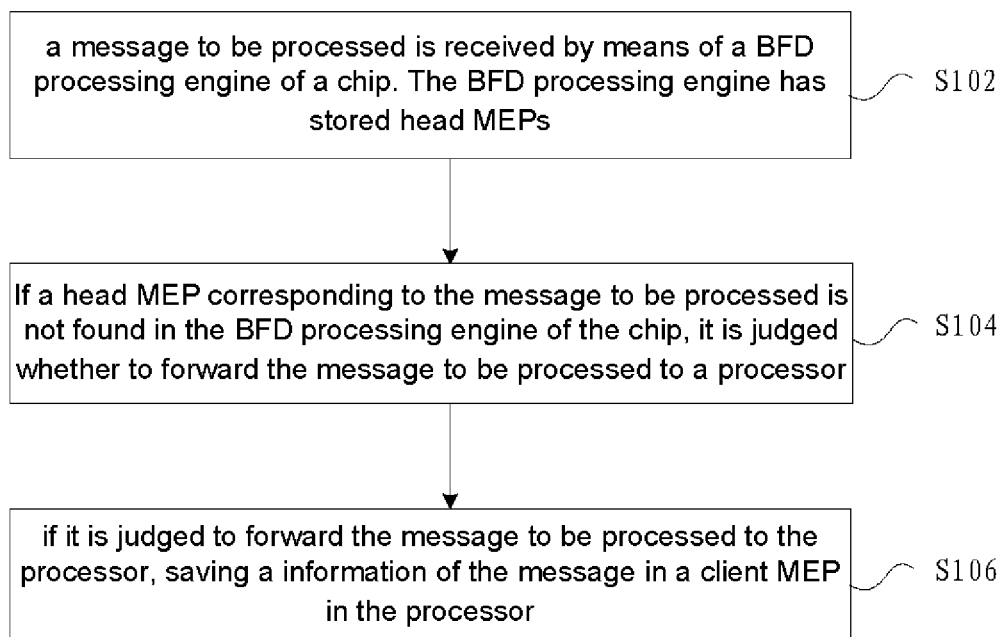 a message to be processed is received by means of a BFD
processing engine of a chip. The BFD processing engine has
stored head MEPs
S102
If a head MEP corresponding to the message to be processed is
not found in the BFD processing engine of the chip, it is judged
whether to forward the message to be processed to a processor
S104
if it is judged to forward the message to be processed to the
processor, saving a information of the message in a client MEP
in the processor
S106